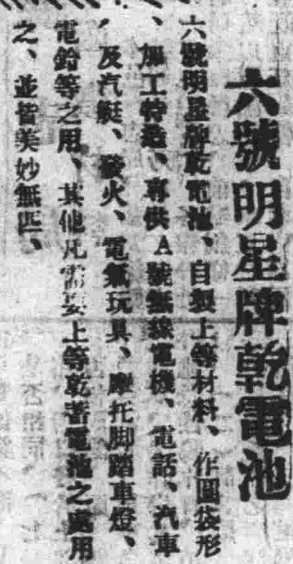 六號明星牌乾電池
六號明星牌乾電池、自製上等材料、作圓袋形
、加工特造、專供A號無線電機、電話、汽車
、及汽艇、發火、電氣玩具、摩托脚踏車燈、
電鈴等之用、其他凡需要上等乾蓄電池之處用
之、並皆美妙無匹、